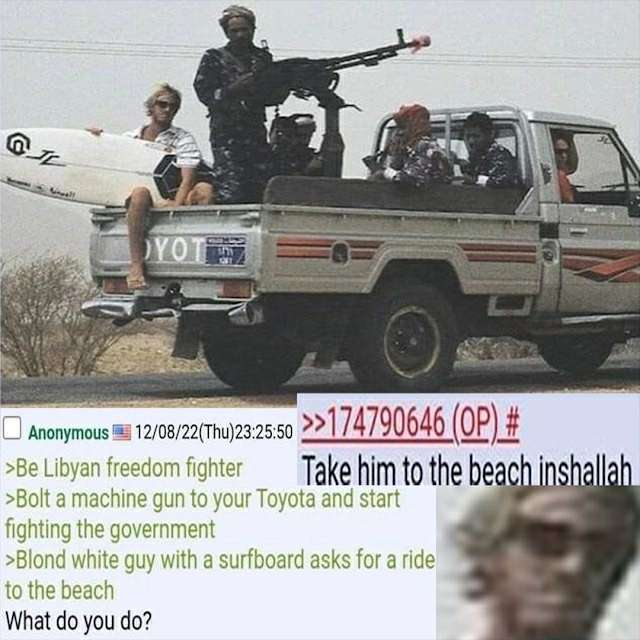 JL
OYOT
Anonymous 12/08/22(Thu)23:25:50
>Be Libyan freedom fighter
>Bolt a machine gun to your Toyota and start
fighting the government
>Blond white guy with a surfboard asks for a ride
to the beach
What do you do?
>>174790646 (OP) #
Take him to the beach inshallah